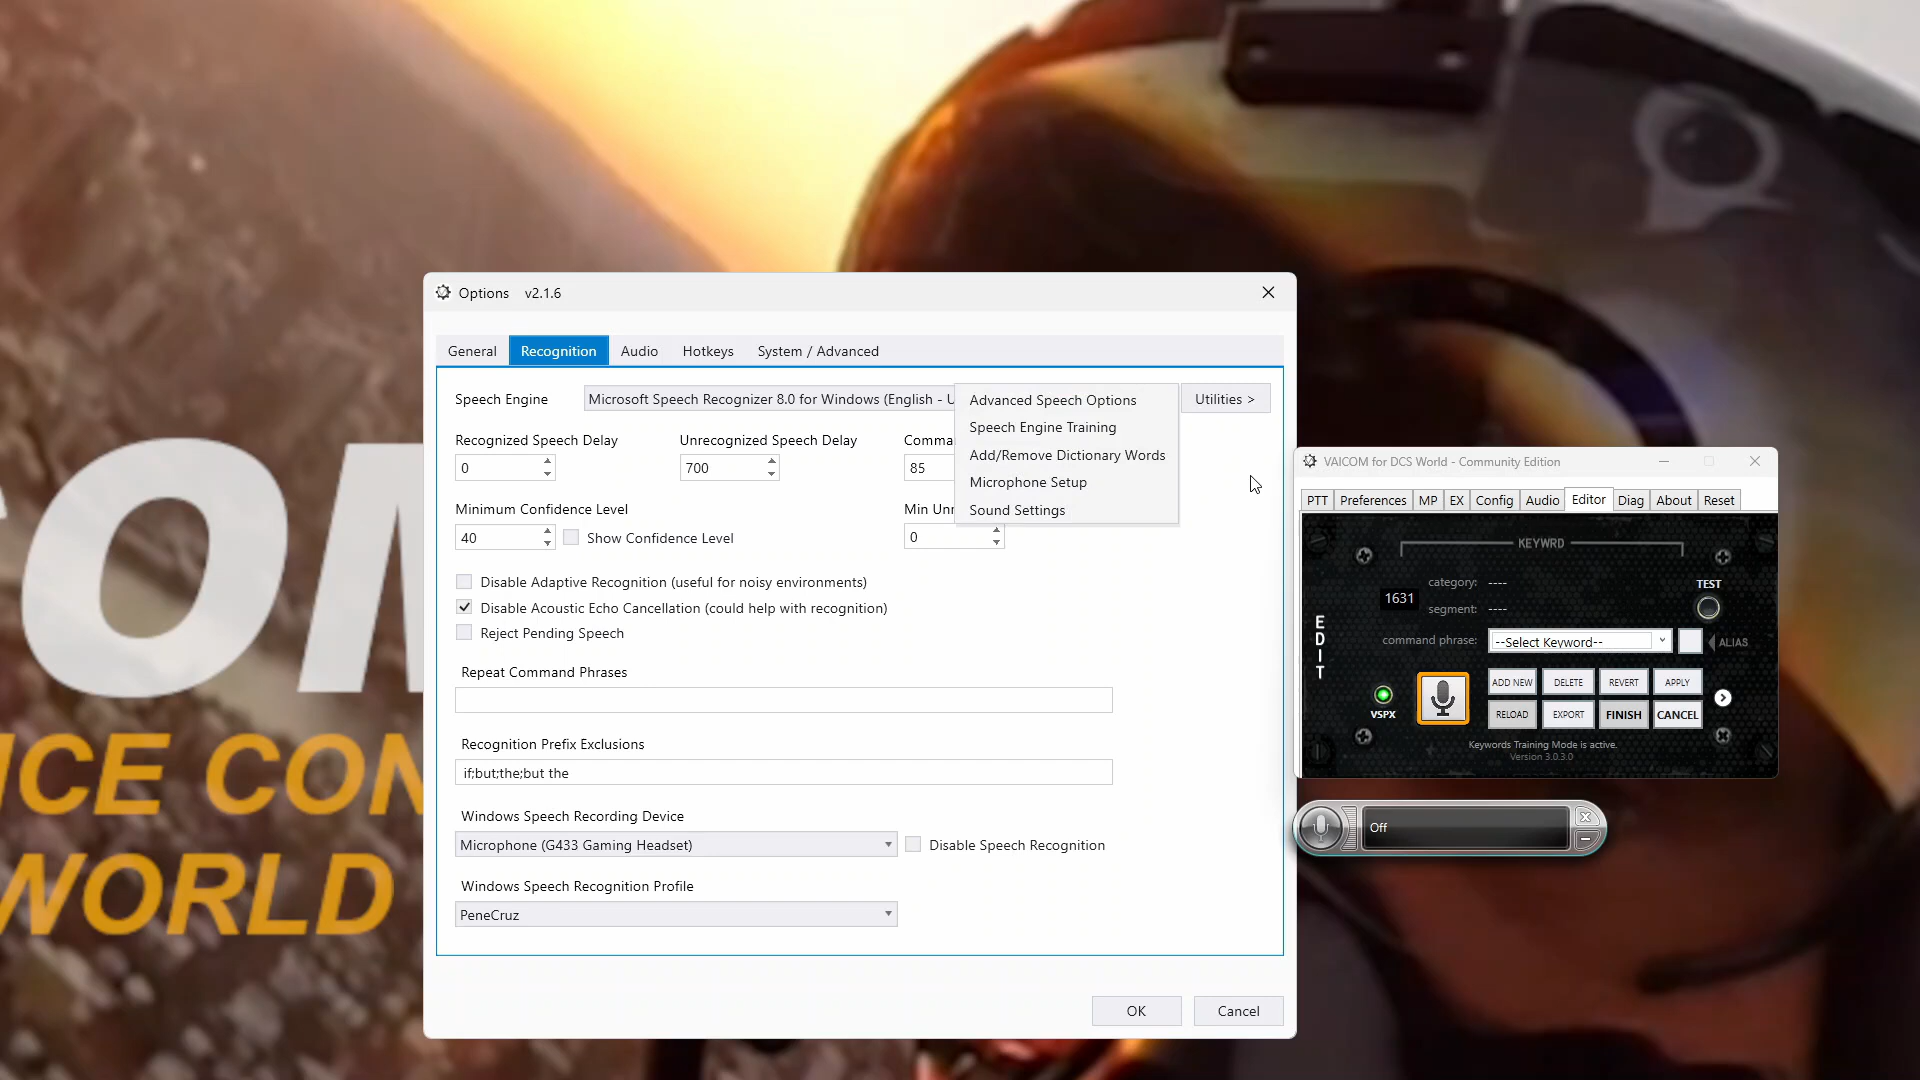 Options v2.1.6
General Recognition Audio Hotkeys System / Advanced
Speech Engine Microsoft Speech Recognizer 8.0 for Windows (English - U Utilities >
Advanced Speech Options
Speech Engine Training
Add/Remove Dictionary Words
Microphone Setup
Sound Settings
Recognized Speech Delay Unrecognized Speech Delay Comma
0 700 85
Minimum Confidence Level Min Unr
40 Show Confidence Level 0
Disable Adaptive Recognition (useful for noisy environments)
Disable Acoustic Echo Cancellation (could help with recognition)
Reject Pending Speech
Repeat Command Phrases
Recognition Prefix Exclusions
if;but;the;but the
Windows Speech Recording Device
Microphone (G433 Gaming Headset) Disable Speech Recognition
Windows Speech Recognition Profile
PeneCruz
OK Cancel
VAICOM for DCS World - Community Edition
PTT Preferences MP EX Config Audio Editor Diag About Reset
KEYWRD
EDIT
category: ----
1631
segment: ----
TEST
command phrase: --Select Keyword-- ALIAS
ADD NEW DELETE REVERT APPLY
RELOAD EXPORT FINISH CANCEL
VSPX
Keywords Training Mode is active.
Version 3.0.3.0
Off
OM
ICE CON
WORLD